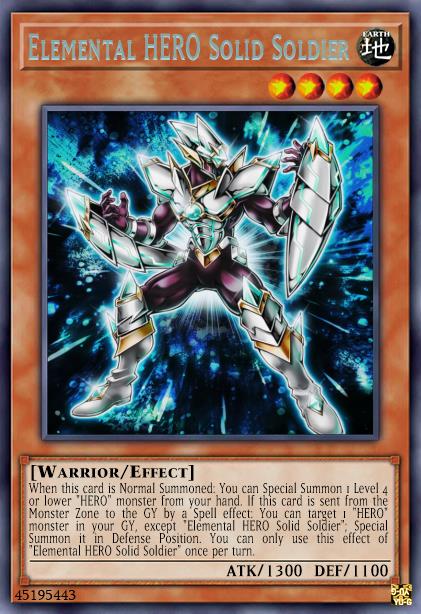 Elemental HERO Solid Soldier
EARTH
地
[Warrior/Effect]
When this card is Normal Summoned: You can Special Summon 1 Level 4
or lower "HERO" monster from your hand. If this card is sent from the
Monster Zone to the GY by a Spell effect: You can target 1 "HERO"
monster in your GY, except "Elemental HERO Solid Soldier"; Special
Summon it in Defense Position. You can only use this effect of
"Elemental HERO Solid Soldier" once per turn.
ATK/1300 DEF/1100
45195443